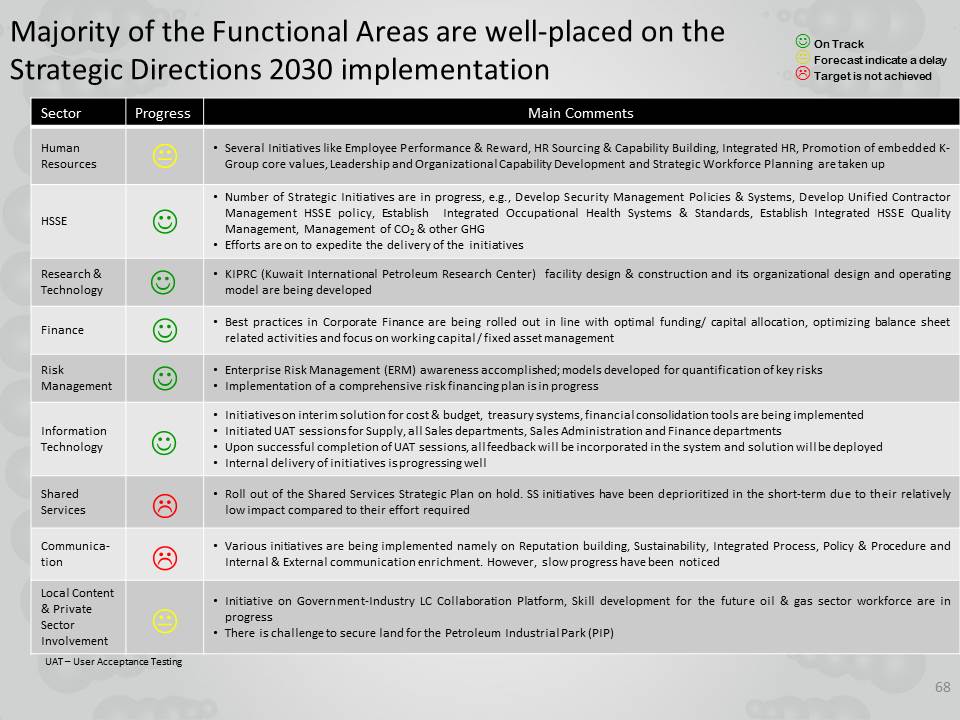 Majority of the Functional Areas are well-placed on the
Strategic Directions 2030 implementation
On Track
Forecast indicate a delay
Target is not achieved
Sector Progress Main Comments
Human
Resources
• Several Initiatives like Employee Performance & Reward, HR Sourcing & Capability Building, Integrated HR, Promotion of embedded K-
Group core values, Leadership and Organizational Capability Development and Strategic Workforce Planning are taken up
HSSE
• Number of Strategic Initiatives are in progress, e.g., Develop Security Management Policies & Systems, Develop Unified Contractor
Management HSSE policy, Establish Integrated Occupational Health Systems & Standards, Establish Integrated HSSE Quality
Management, Management of CO₂ & other GHG
• Efforts are on to expedite the delivery of the initiatives
Research &
Technology
• KIPRC (Kuwait International Petroleum Research Center) facility design & construction and its organizational design and operating
model are being developed
Finance
• Best practices in Corporate Finance are being rolled out in line with optimal funding/ capital allocation, optimizing balance sheet
related activities and focus on working capital / fixed asset management
Risk
Management
• Enterprise Risk Management (ERM) awareness accomplished; models developed for quantification of key risks
• Implementation of a comprehensive risk financing plan is in progress
Information
Technology
• Initiatives on interim solution for cost & budget, treasury systems, financial consolidation tools are being implemented
• Initiated UAT sessions for Supply, all Sales departments, Sales Administration and Finance departments
• Upon successful completion of UAT sessions, all feedback will be incorporated in the system and solution will be deployed
• Internal delivery of initiatives is progressing well
Shared
Services
• Roll out of the Shared Services Strategic Plan on hold. SS initiatives have been deprioritized in the short-term due to their relatively
low impact compared to their effort required
Communica-
tion
• Various initiatives are being implemented namely on Reputation building, Sustainability, Integrated Process, Policy & Procedure and
Internal & External communication enrichment. However, slow progress have been noticed
Local Content
& Private
Sector
Involvement
• Initiative on Government-Industry LC Collaboration Platform, Skill development for the future oil & gas sector workforce are in
progress
• There is challenge to secure land for the Petroleum Industrial Park (PIP)
UAT – User Acceptance Testing
68